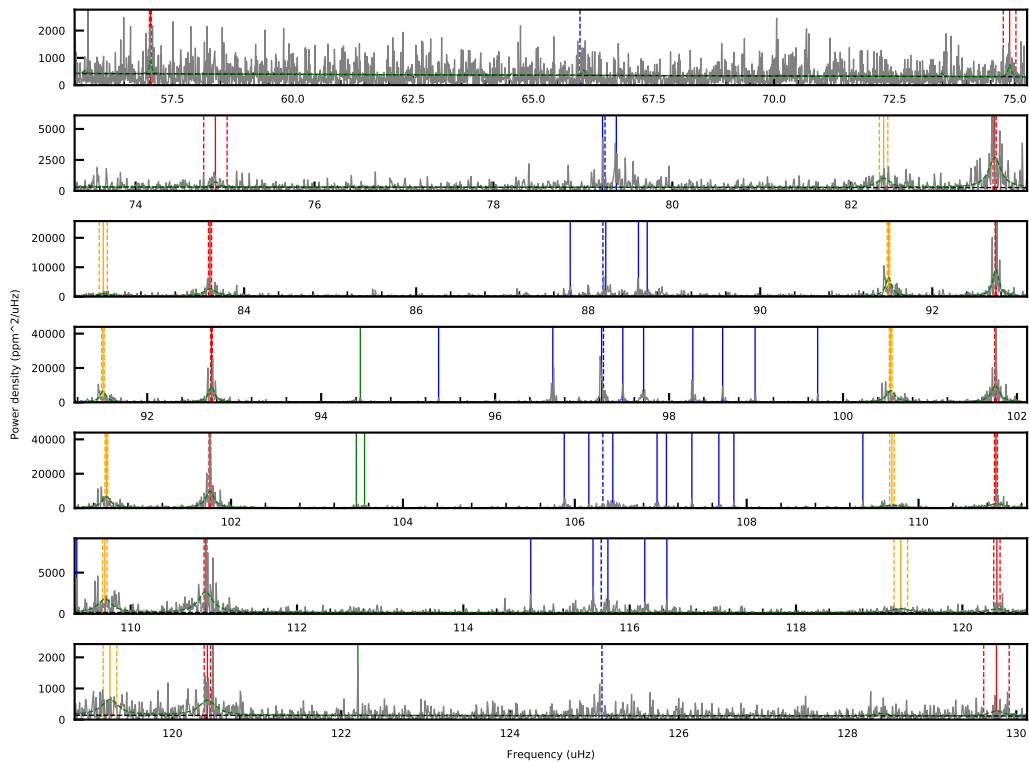 2000
1000
0
57.5 60.0 62.5 65.0 67.5 70.0 72.5 75.0
5000
2500
0
74 76 78 80 82
20000
10000
0
84 86 88 90 92
40000
20000
0
92 94 96 98 100 102
Power density (ppm^2/uHz)
40000
20000
0
102 104 106 108 110
5000
0
110 112 114 116 118 120
2000
1000
0
120 122 124 126 128 130
Frequency (uHz)